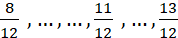 8/12 , ... , ... , 11/12 , ... , 13/12